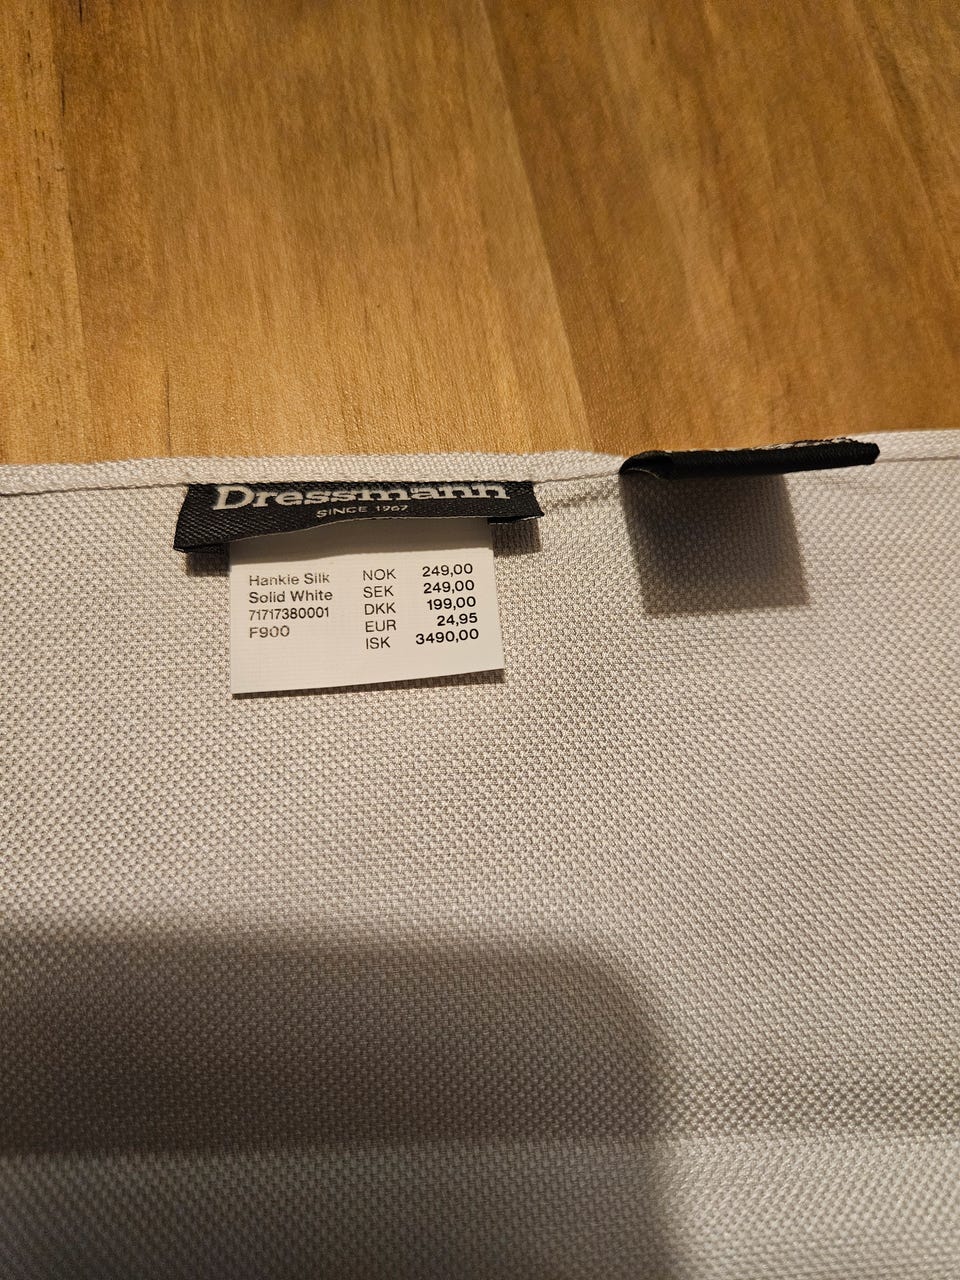 Dressmann
SINCE 1967
Hankie Silk
Solid White
71717380001
F900
NOK 249,00
SEK 249,00
DKK 199,00
EUR 24,95
ISK 3490,00